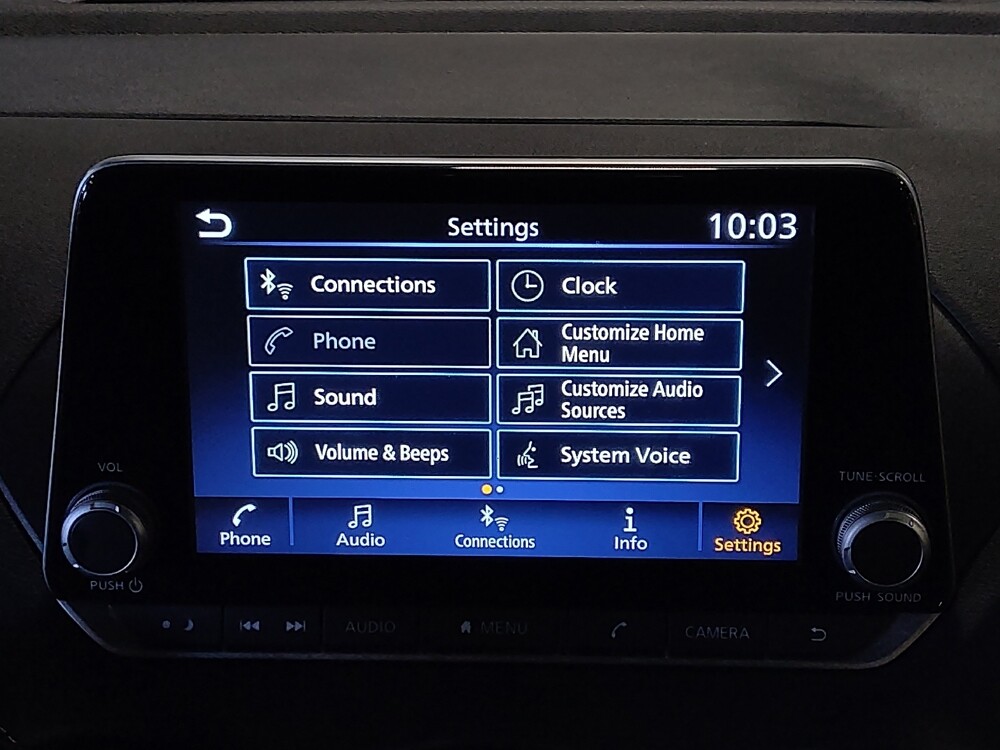 Settings
10:03
Connections
Clock
Phone
Customize Home
Menu
Sound
Customize Audio
Sources
Volume & Beeps
System Voice
Phone
Audio
Connections
Info
Settings
VOL
TUNE·SCROLL
PUSH
PUSH SOUND
AUDIO
MENU
CAMERA